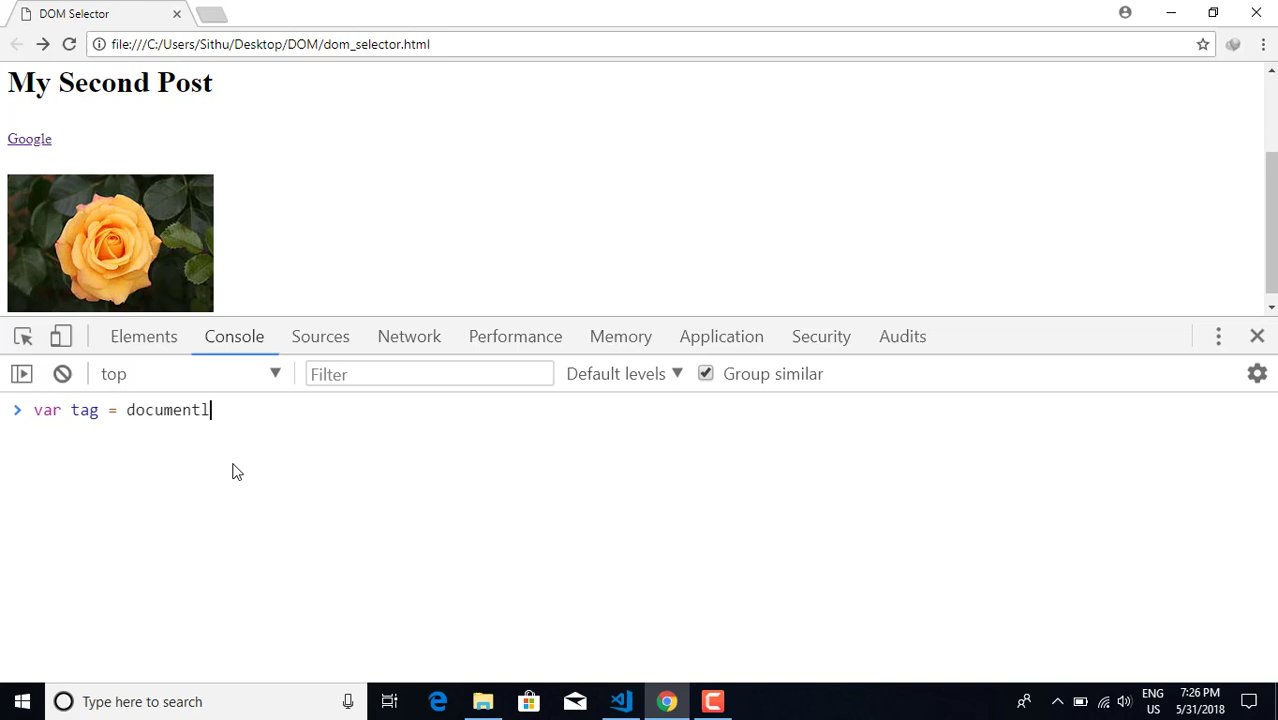 DOM Selector
file:///C:/Users/Sithu/Desktop/DOM/dom_selector.html
My Second Post
Google
Elements Console Sources Network Performance Memory Application Security Audits
top Filter Default levels Group similar
var tag = documentl
Type here to search
ENG 7:26 PM
US 5/31/2018